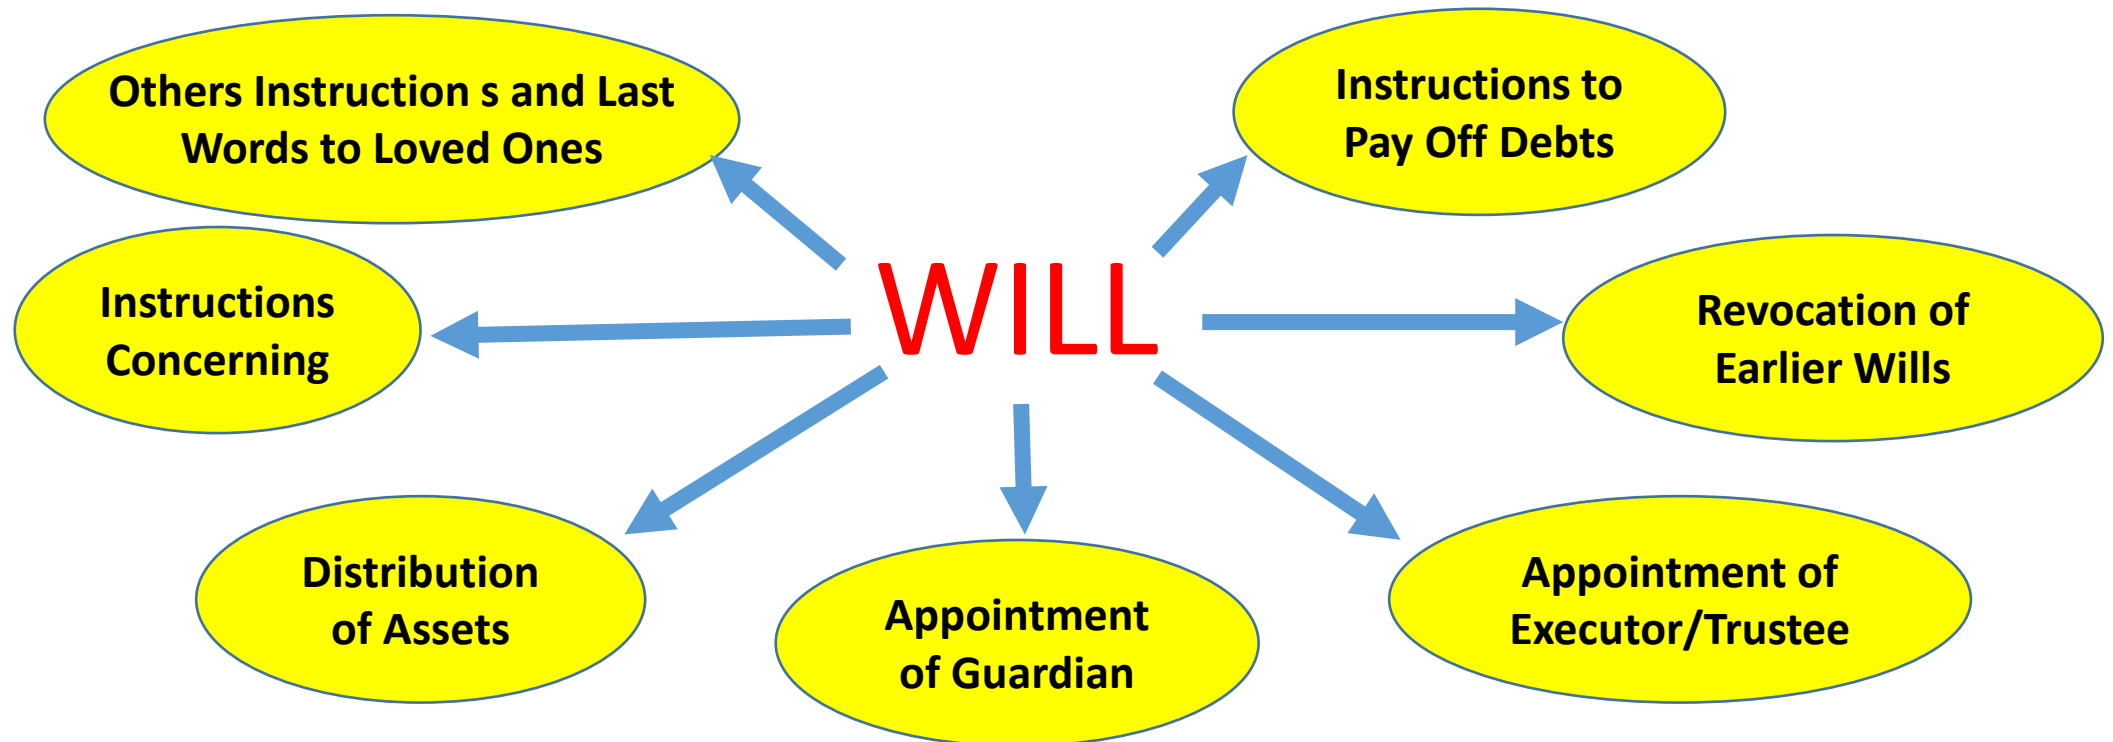 Others Instruction s and Last
Words to Loved Ones
Instructions to
Pay Off Debts
WILL
Instructions
Concerning
Revocation of
Earlier Wills
Distribution
of Assets
Appointment
of Guardian
Appointment of
Executor/Trustee